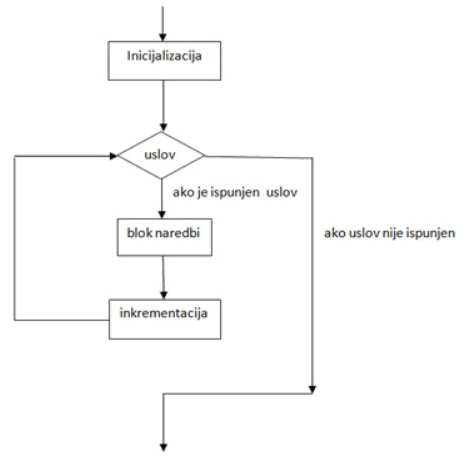 Inicijalizacija
uslov
ako je ispunjen uslov
blok naredbi
ako uslov nije ispunjen
inkrementacija